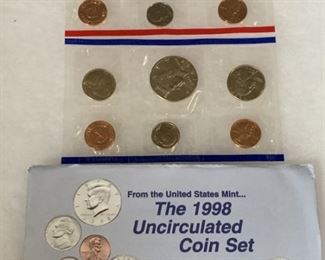 From the United States Mint...
The 1998
Uncirculated
Coin Set